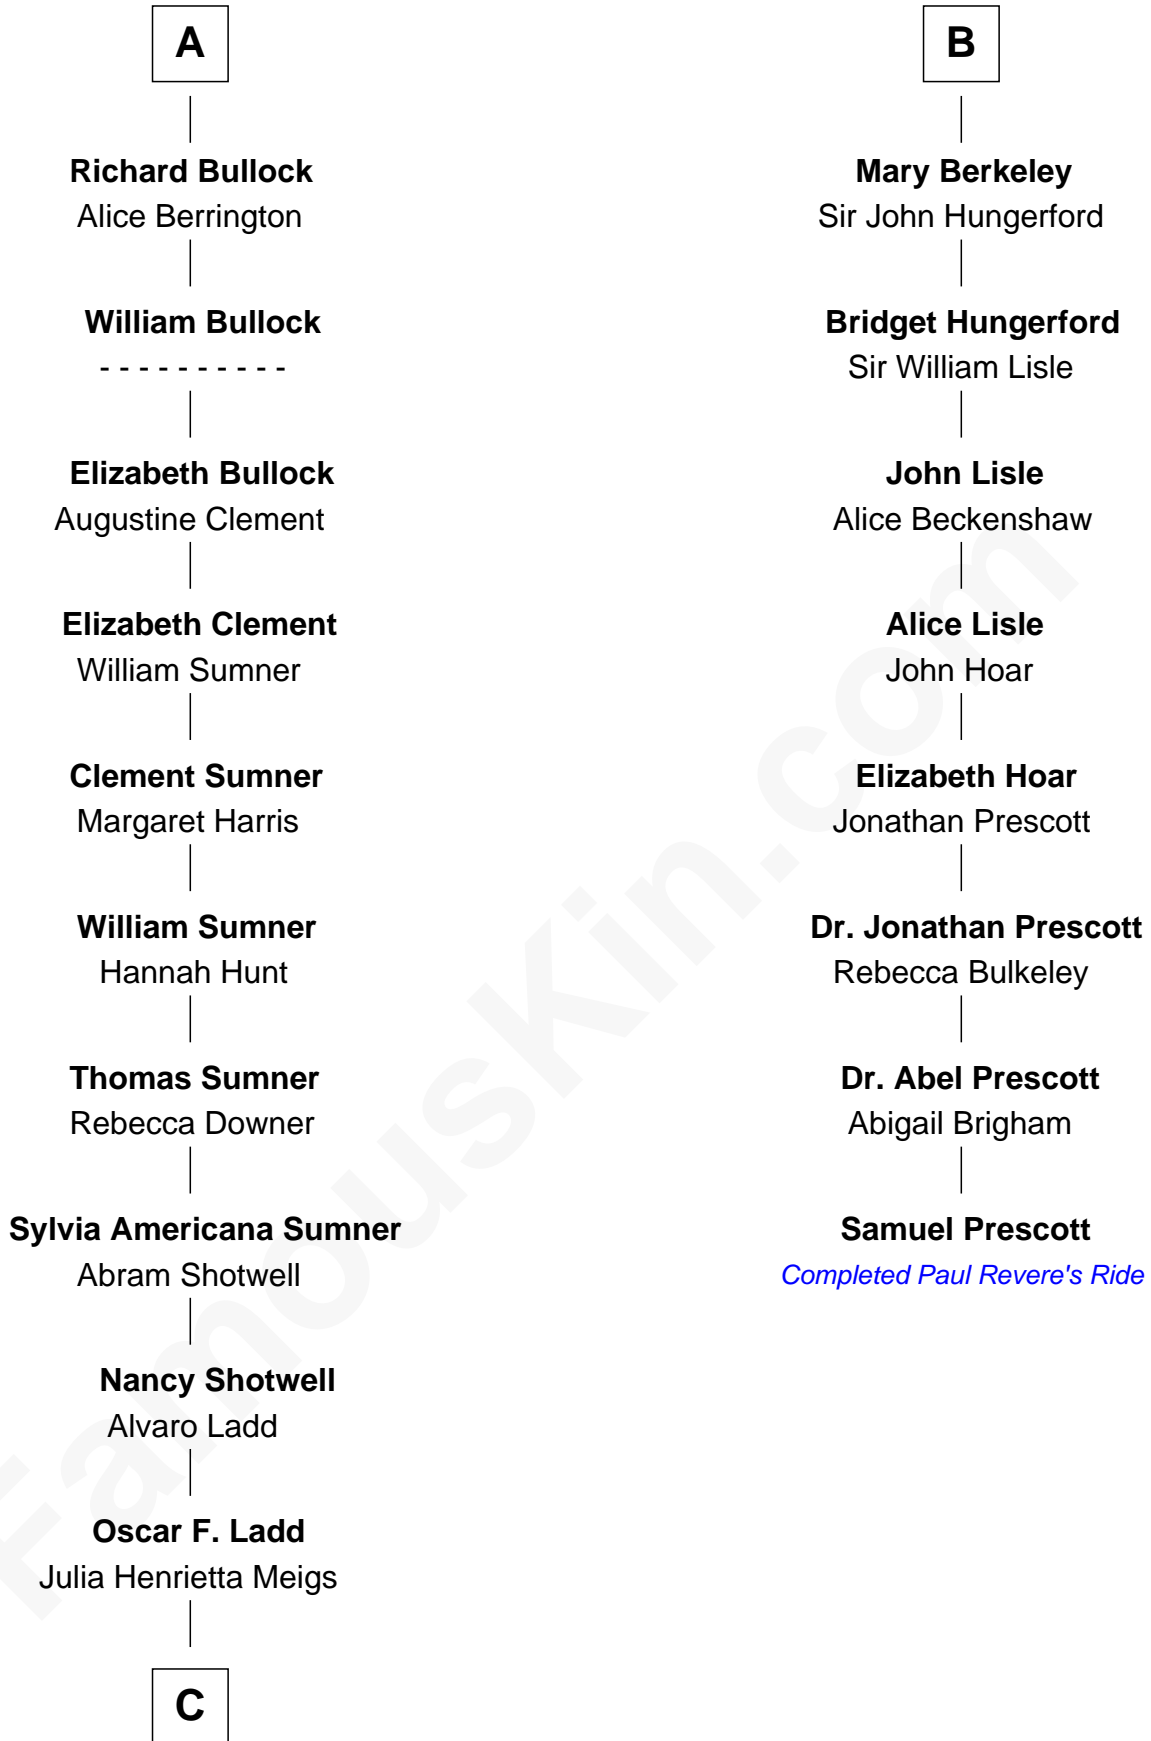 A
Richard Bullock
Alice Berrington
William Bullock
- - - - - - - - - -
Elizabeth Bullock
Augustine Clement
Elizabeth Clement
William Sumner
Clement Sumner
Margaret Harris
William Sumner
Hannah Hunt
Thomas Sumner
Rebecca Downer
Sylvia Americana Sumner
Abram Shotwell
Nancy Shotwell
Alvaro Ladd
Oscar F. Ladd
Julia Henrietta Meigs
C
B
Mary Berkeley
Sir John Hungerford
Bridget Hungerford
Sir William Lisle
John Lisle
Alice Beckenshaw
Alice Lisle
John Hoar
Elizabeth Hoar
Jonathan Prescott
Dr. Jonathan Prescott
Rebecca Bulkeley
Dr. Abel Prescott
Abigail Brigham
Samuel Prescott
Completed Paul Revere's Ride
FamousKin.com